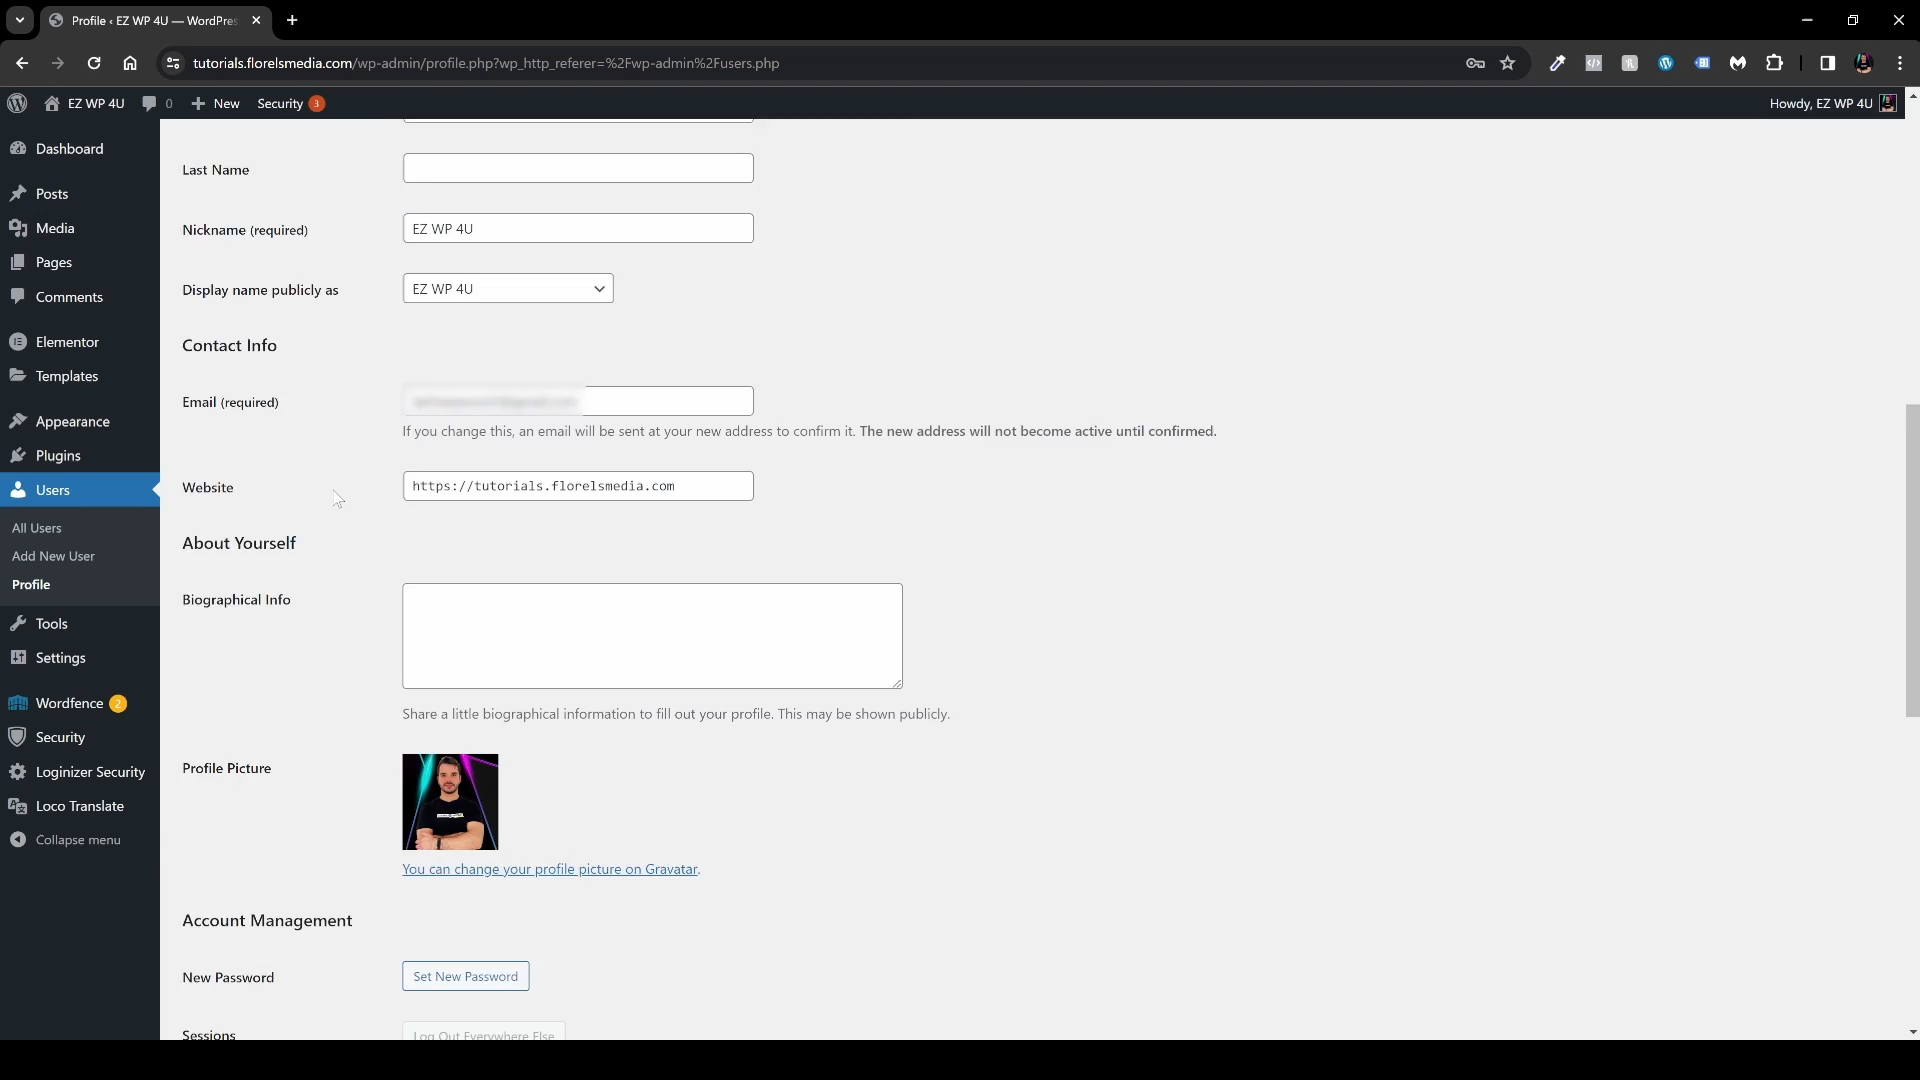 Profile ‹ EZ WP 4U — WordPres
tutorials.florelsmedia.com/wp-admin/profile.php?wp_http_referer=%2Fwp-admin%2Fusers.php
EZ WP 4U
0
New
Security 3
Howdy, EZ WP 4U
Dashboard
Posts
Media
Pages
Comments
Elementor
Templates
Appearance
Plugins
Users
All Users
Add New User
Profile
Tools
Settings
Wordfence 2
Security
Loginizer Security
Loco Translate
Collapse menu
Last Name
Nickname (required)
EZ WP 4U
Display name publicly as
EZ WP 4U
Contact Info
Email (required)
If you change this, an email will be sent at your new address to confirm it. The new address will not become active until confirmed.
Website
https://tutorials.florelsmedia.com
About Yourself
Biographical Info
Share a little biographical information to fill out your profile. This may be shown publicly.
Profile Picture
You can change your profile picture on Gravatar.
Account Management
New Password
Set New Password
Sessions
Log Out Everywhere Else